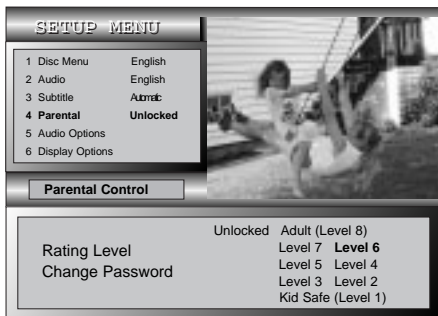 SETUP MENU
1 Disc Menu English
2 Audio English
3 Subtitle Automatic
4 Parental Unlocked
5 Audio Options
6 Display Options
Parental Control
Rating Level
Change Password
Unlocked Adult (Level 8)
Level 7 Level 6
Level 5 Level 4
Level 3 Level 2
Kid Safe (Level 1)